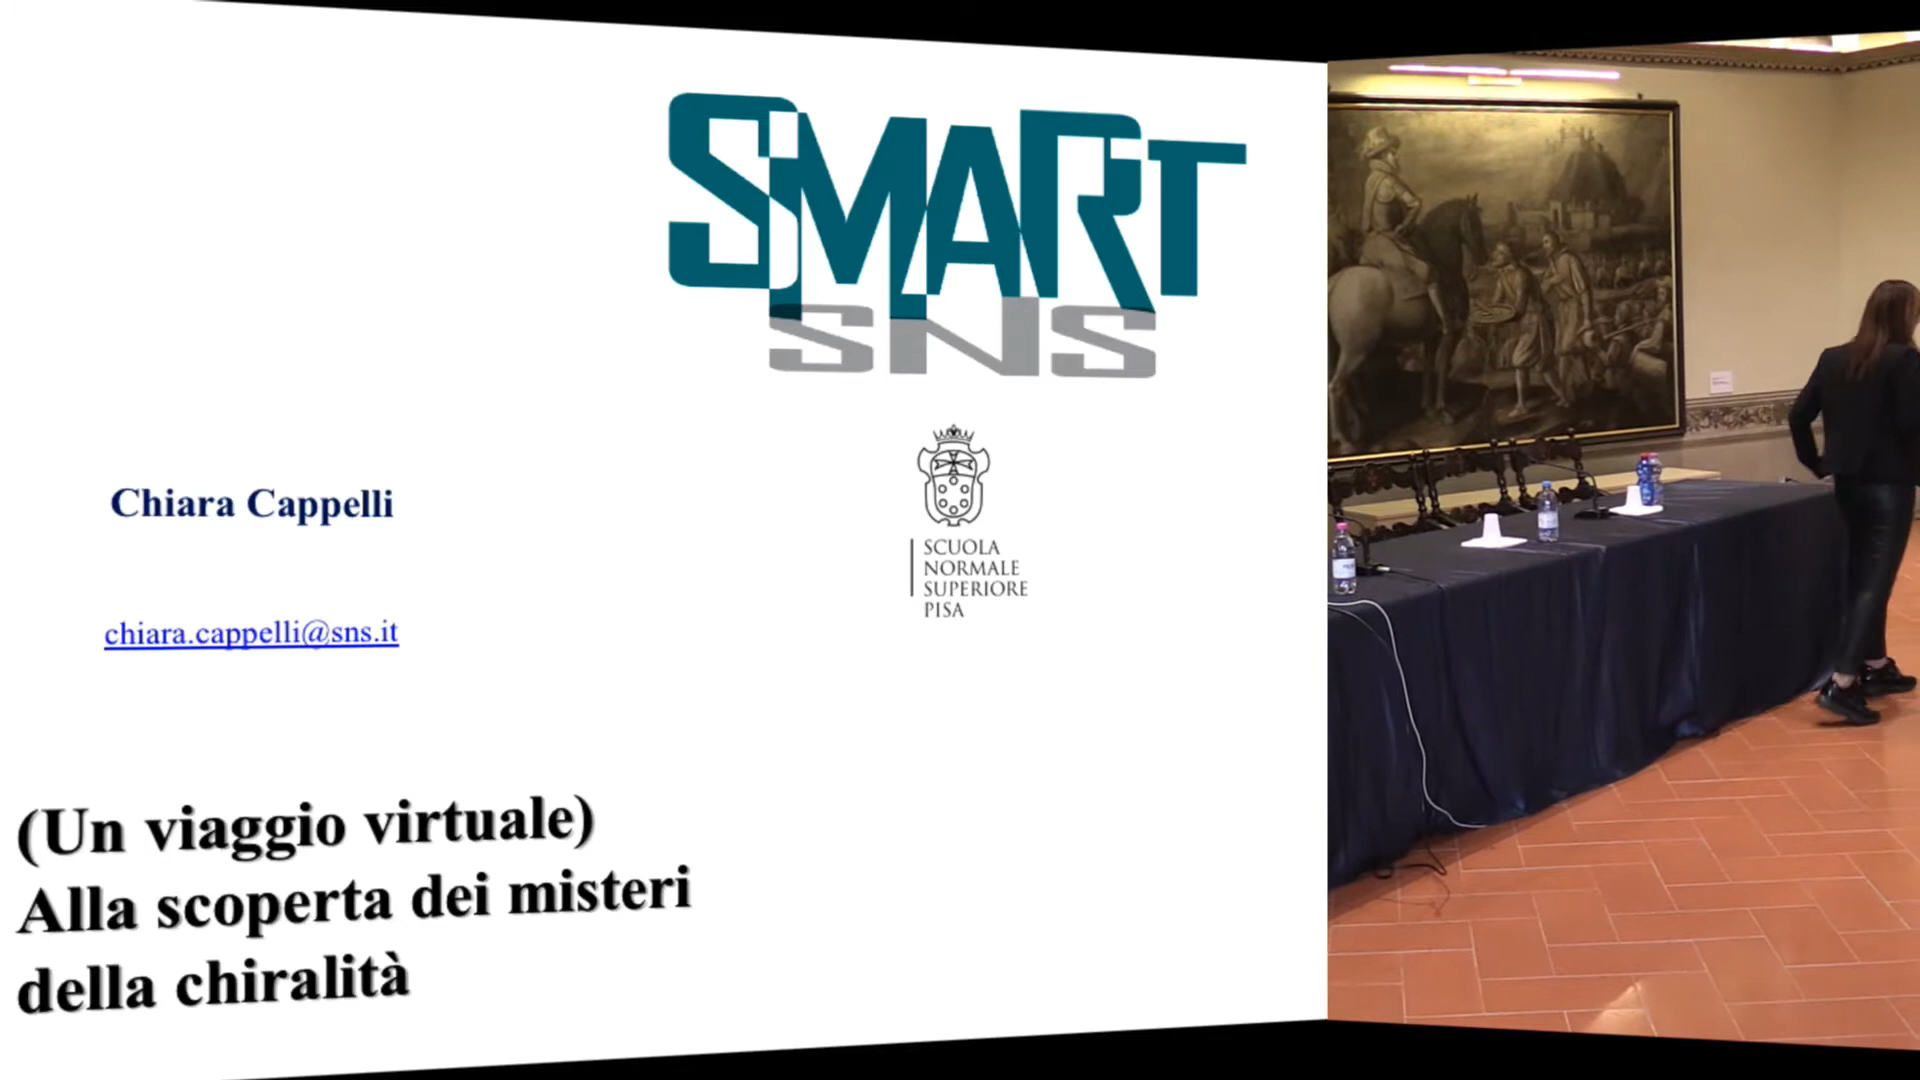 SMART
SNS
SCUOLA
NORMALE
SUPERIORE
PISA
Chiara Cappelli
chiara.cappelli@sns.it
(Un viaggio virtuale)
Alla scoperta dei misteri
della chiralità